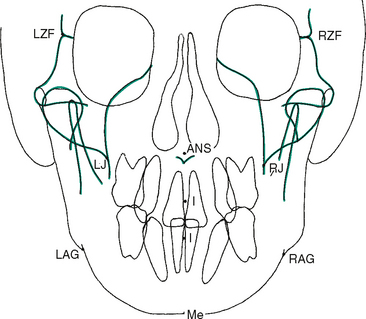 LZF RZF
ANS
LJ RJ
I
I
LAG RAG
Me